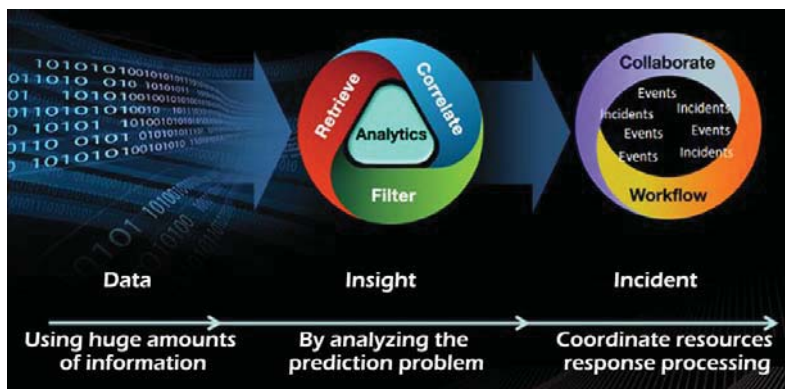 Retrieve
Correlate
Analytics
Filter
Collaborate
Events
Incidents
Incidents
Events
Events
Events
Incidents
Workflow
Data
Insight
Incident
Using huge amounts
of information
By analyzing the
prediction problem
Coordinate resources
response processing